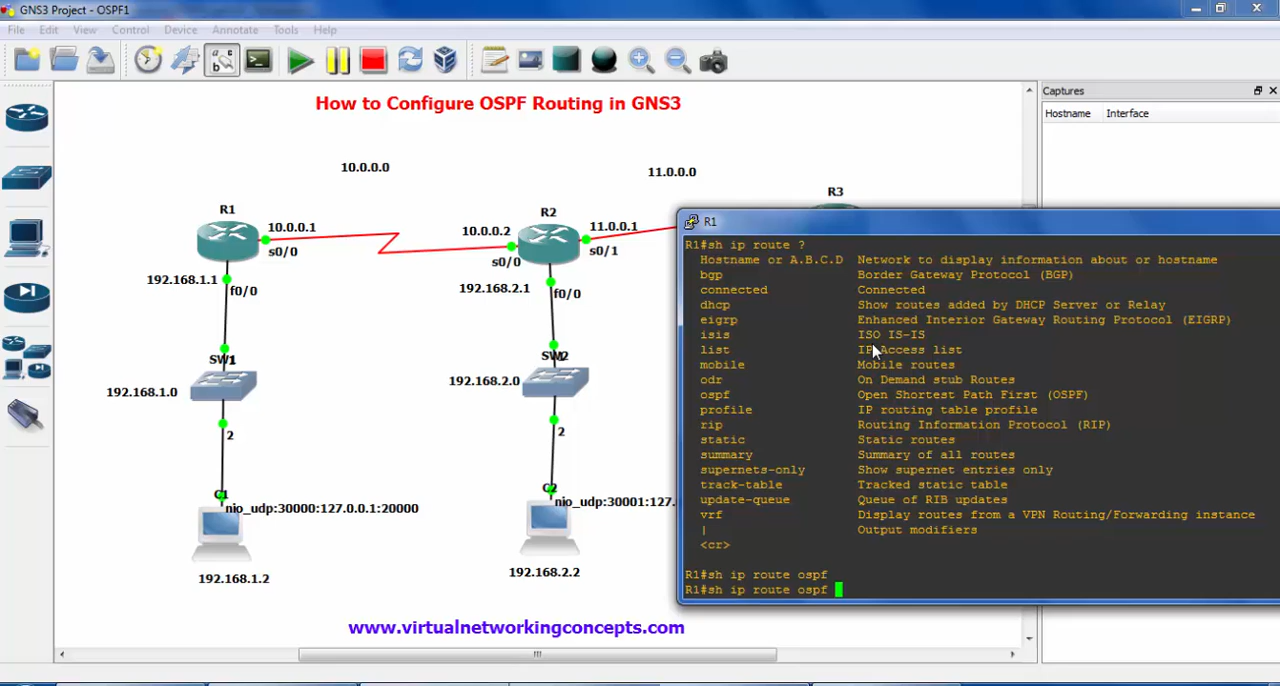 GNS3 Project - OSPF1
File Edit View Control Device Annotate Tools Help
How to Configure OSPF Routing in GNS3
Captures
Hostname Interface
10.0.0.0
11.0.0.0
R1
R2
R3
10.0.0.1
s0/0
10.0.0.2
s0/0
11.0.0.1
s0/1
192.168.1.1
f0/0
192.168.2.1
f0/0
SW1
SW2
192.168.1.0
192.168.2.0
2
2
C1
nio_udp:30000:127.0.0.1:20000
C2
nio_udp:30001:127.
192.168.1.2
192.168.2.2
www.virtualnetworkingconcepts.com
R1
R1#sh ip route ?
Hostname or A.B.C.D Network to display information about or hostname
bgp Border Gateway Protocol (BGP)
connected Connected
dhcp Show routes added by DHCP Server or Relay
eigrp Enhanced Interior Gateway Routing Protocol (EIGRP)
isis ISO IS-IS
list IP Access list
mobile Mobile routes
odr On Demand stub Routes
ospf Open Shortest Path First (OSPF)
profile IP routing table profile
rip Routing Information Protocol (RIP)
static Static routes
summary Summary of all routes
supernets-only Show supernet entries only
track-table Tracked static table
update-queue Queue of RIB updates
vrf Display routes from a VPN Routing/Forwarding instance
| Output modifiers
<cr>
R1#sh ip route ospf
R1#sh ip route ospf